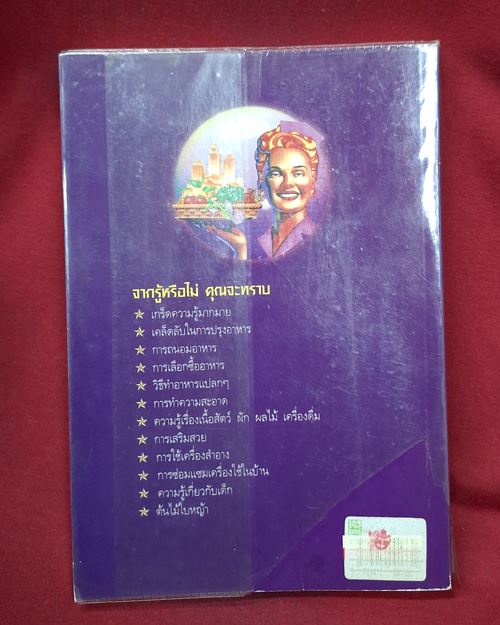 จากรู้หรือไม่ คุณจะทราบ
✯ เกร็ดความรู้มากมาย
✯ เคล็ดลับในการปรุงอาหาร
✯ การถนอมอาหาร
✯ การเลือกซื้ออาหาร
✯ วิธีทำอาหารแปลกๆ
✯ การทำความสะอาด
✯ ความรู้เรื่องเนื้อสัตว์ ผัก ผลไม้ เครื่องดื่ม
✯ การเสริมสวย
✯ การใช้เครื่องสำอาง
✯ การซ่อมแซมเครื่องใช้ในบ้าน
✯ ความรู้เกี่ยวกับเด็ก
✯ ต้นไม้ใบหญ้า